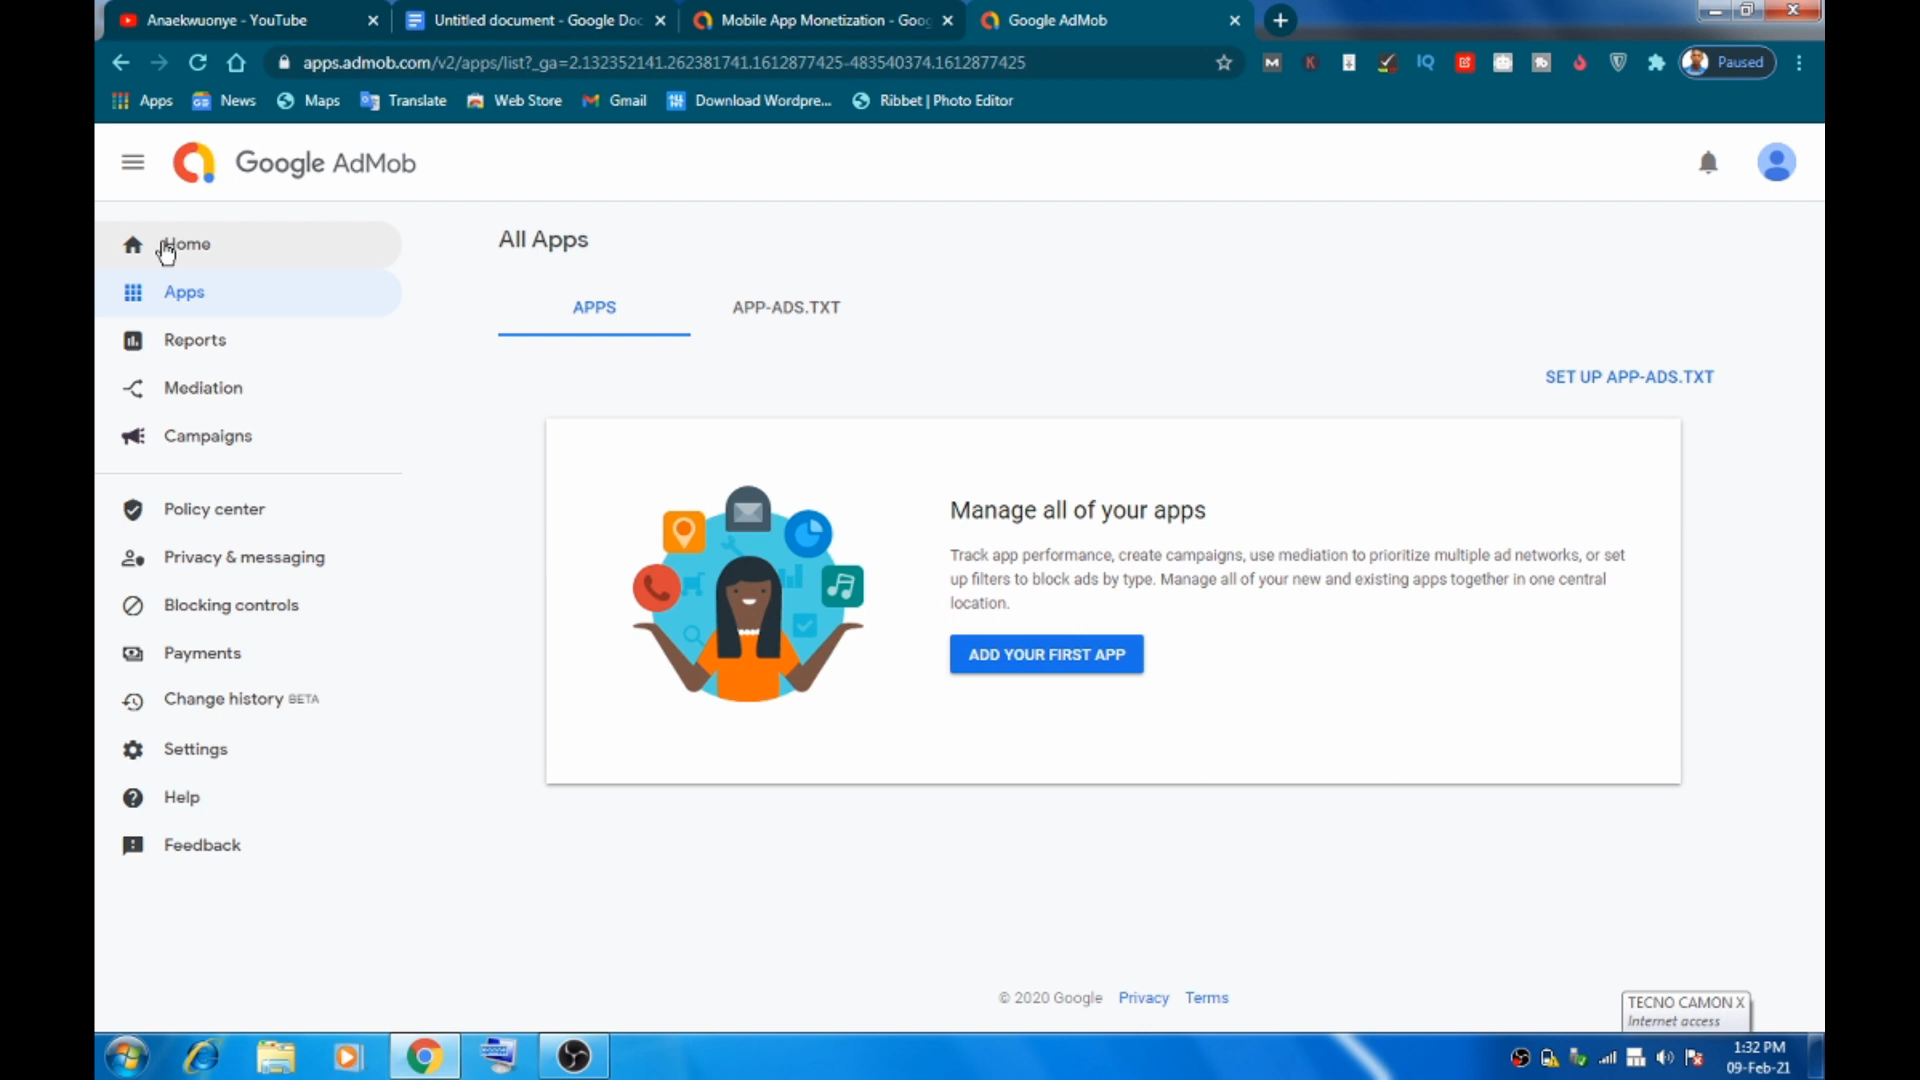 Anaekwuonye - YouTube
Untitled document - Google Doc
Mobile App Monetization - Goog
Google AdMob
apps.admob.com/v2/apps/list?_ga=2.132352141.262381741.1612877425-483540374.1612877425
Paused
Apps
News
Maps
Translate
Web Store
Gmail
Download Wordpre...
Ribbet | Photo Editor
Google AdMob
Home
Apps
Reports
Mediation
Campaigns
Policy center
Privacy & messaging
Blocking controls
Payments
Change history BETA
Settings
Help
Feedback
All Apps
APPS
APP-ADS.TXT
SET UP APP-ADS.TXT
Manage all of your apps
Track app performance, create campaigns, use mediation to prioritize multiple ad networks, or set
up filters to block ads by type. Manage all of your new and existing apps together in one central
location.
ADD YOUR FIRST APP
© 2020 Google Privacy Terms
TECNO CAMON X
Internet access
1:32 PM
09-Feb-21